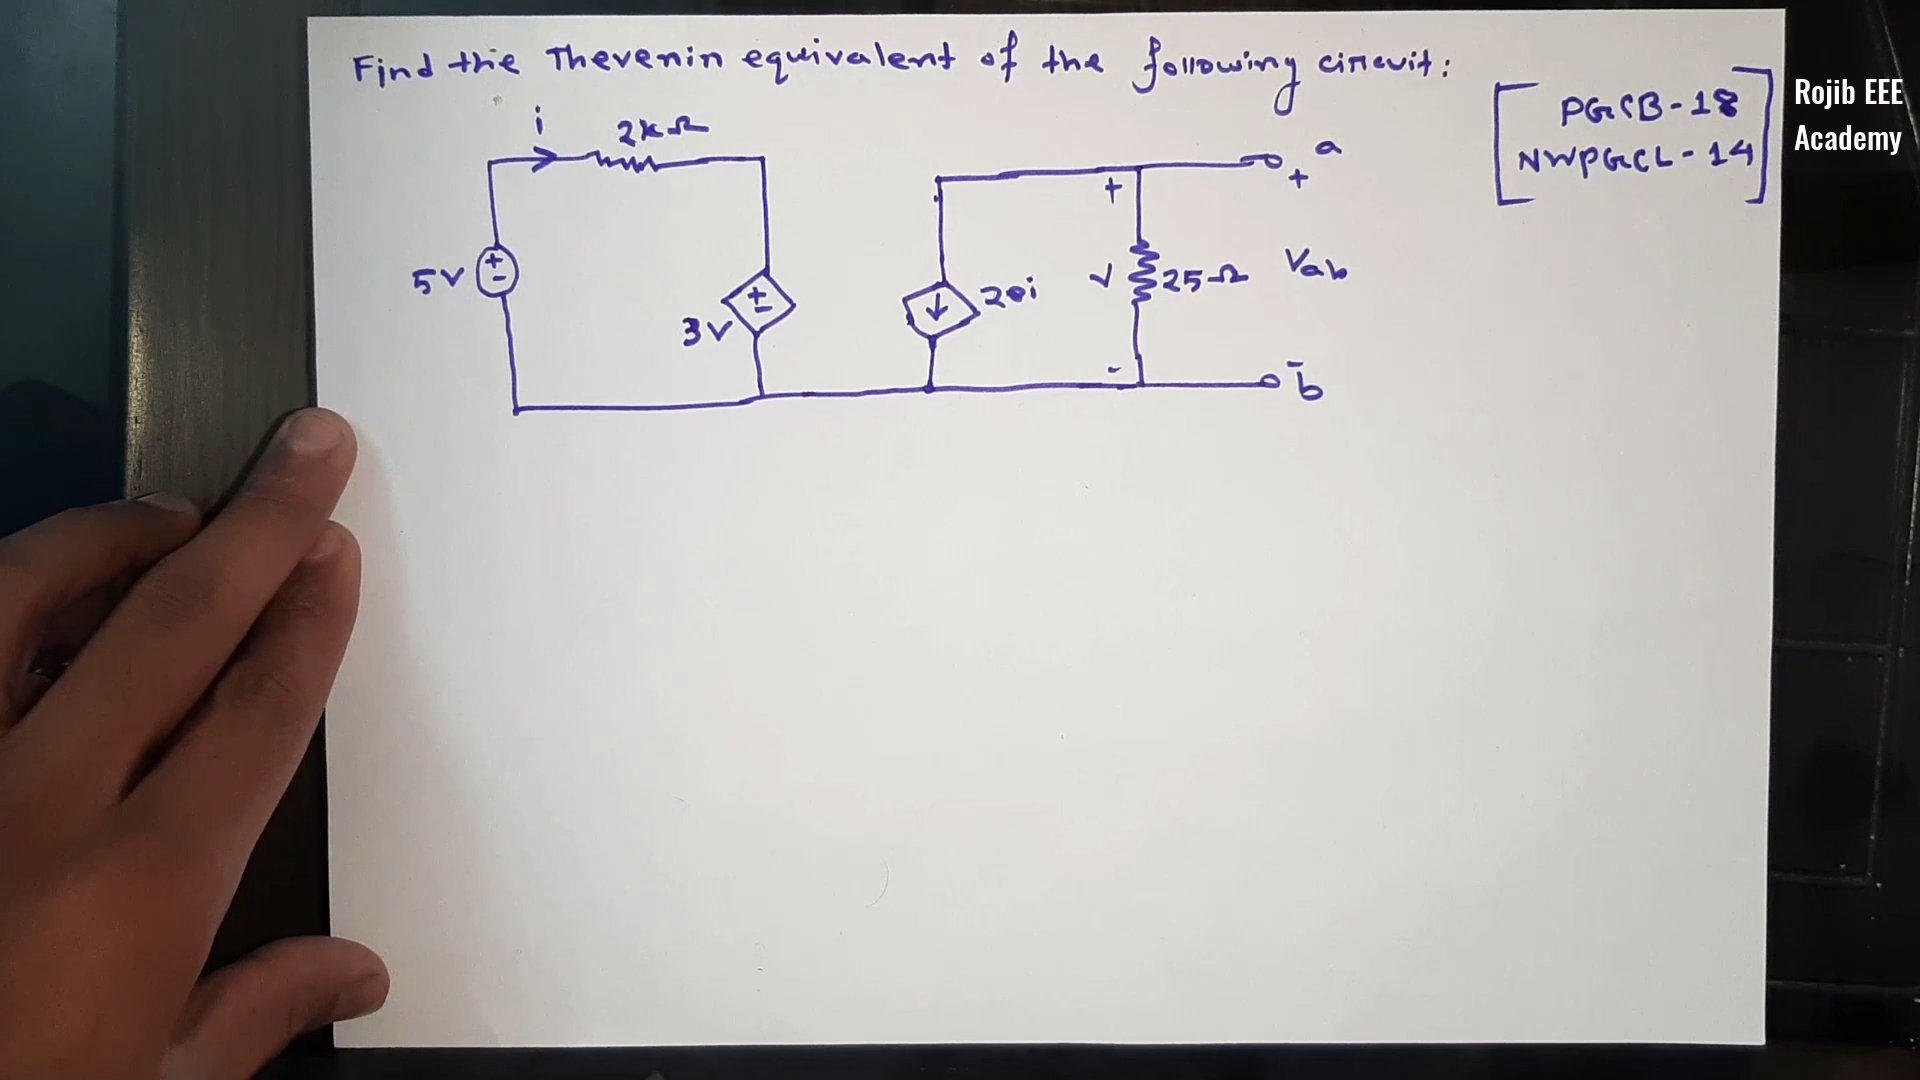 Find the Thevenin equivalent of the following circuit:
[PGCB-18
NWPGCL-14]
Rojib EEE
Academy
i
2kΩ
a
+
+
5V
+
-
3v
+
-
20i
v
25Ω
Vab
-
-
b